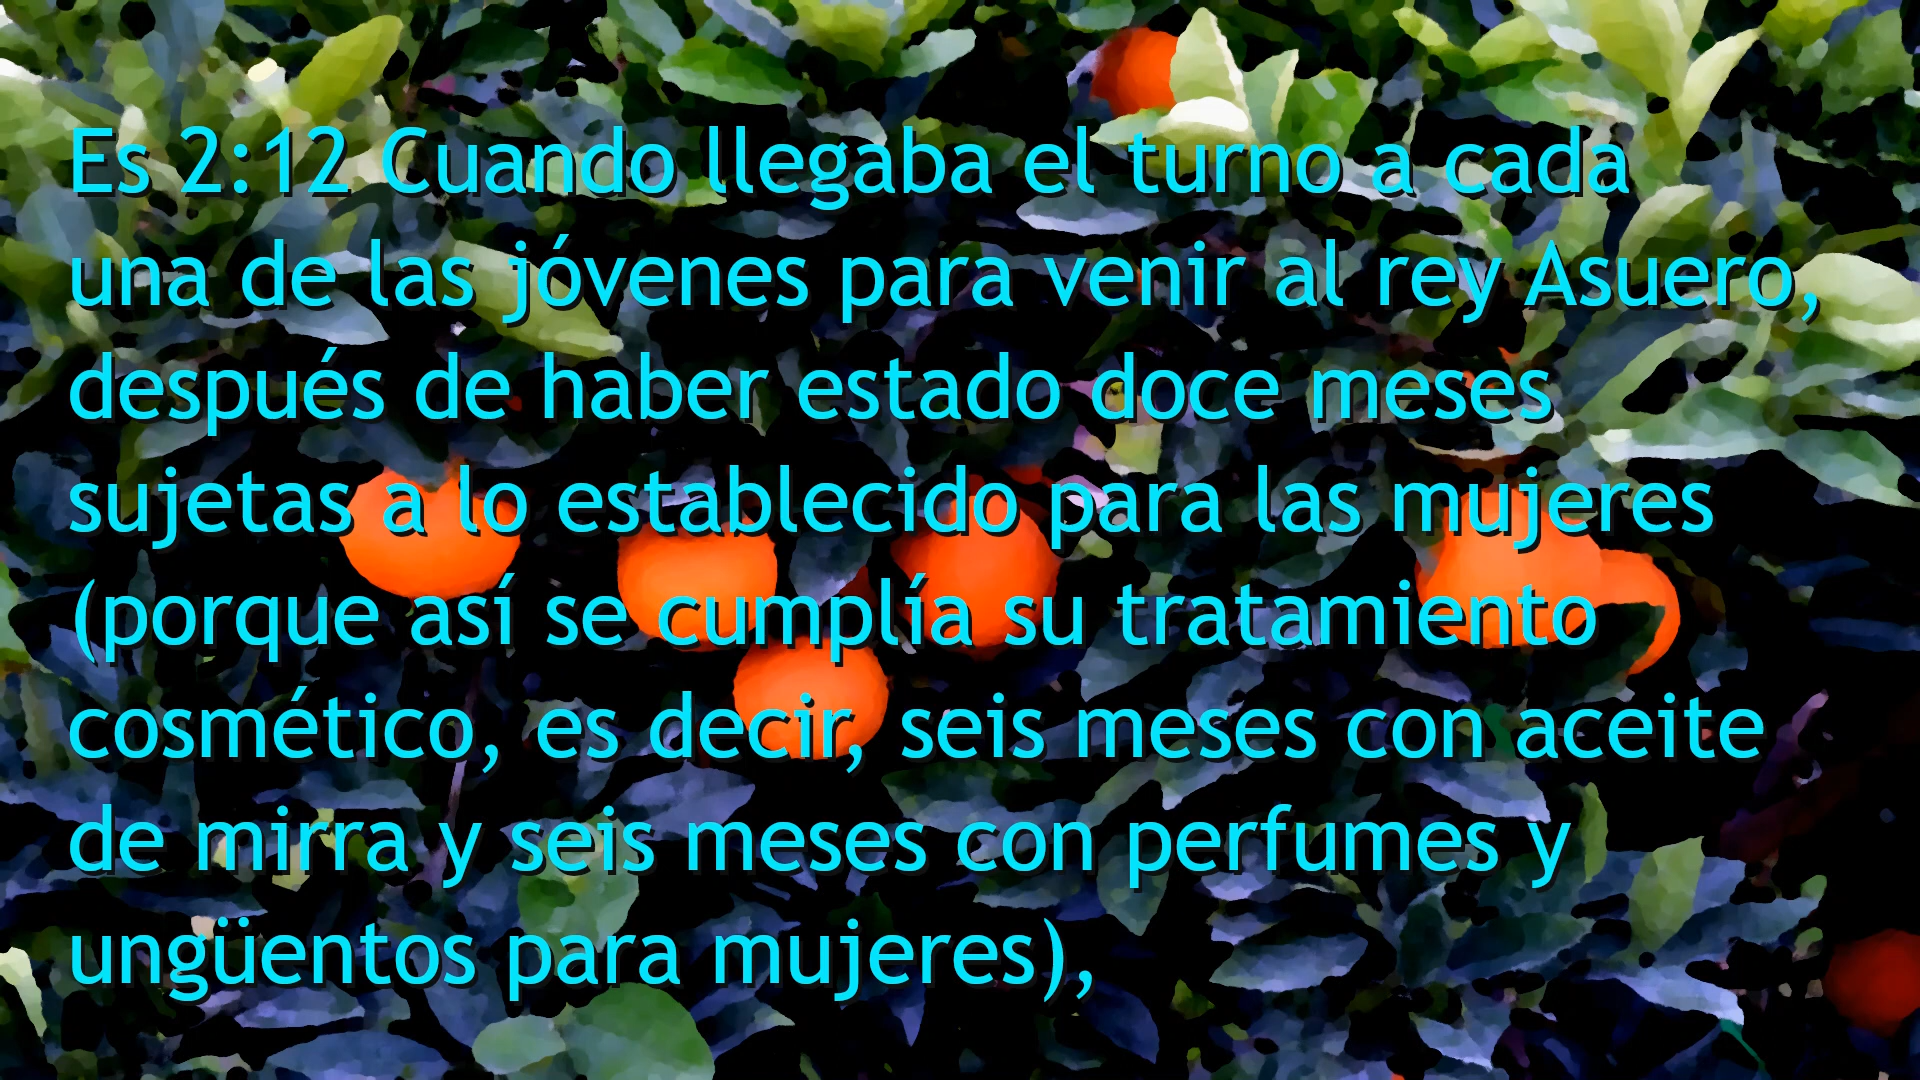 Es 2:12 Cuando llegaba el turno a cada
una de las jóvenes para venir al rey Asuero,
después de haber estado doce meses
sujetas a lo establecido para las mujeres
(porque así se cumplía su tratamiento
cosmético, es decir, seis meses con aceite
de mirra y seis meses con perfumes y
ungüentos para mujeres),